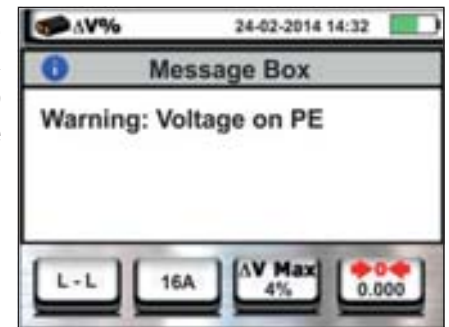 ΔV% 24-02-2014 14:32
Message Box
Warning: Voltage on PE
L - L 16A ΔV Max 4% 0 0.000